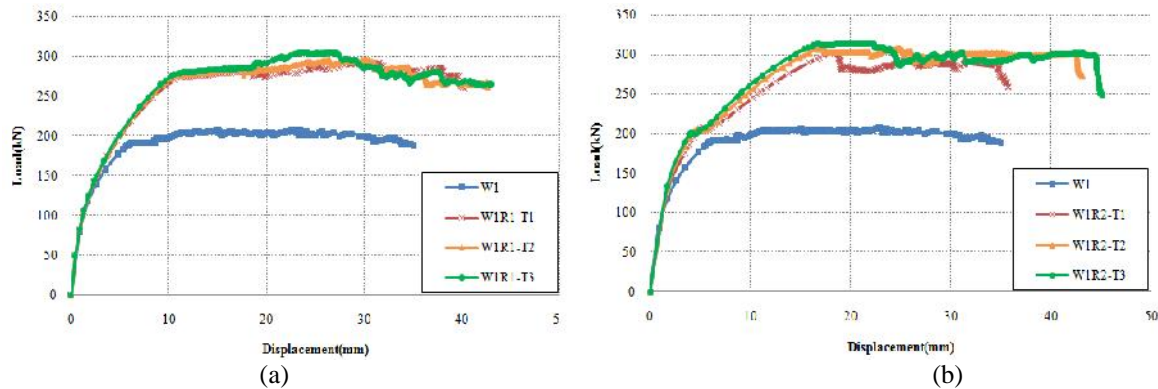 350
300
250
200
150
100
50
0
Load(kN)
0 10 20 30 40 5
Displacement(mm)
W1
W1R1-T1
W1R1-T2
W1R1-T3
(a)
350
300
250
200
150
100
50
0
Load(kN)
0 10 20 30 40 50
Displacement(mm)
W1
W1R2-T1
W1R2-T2
W1R2-T3
(b)